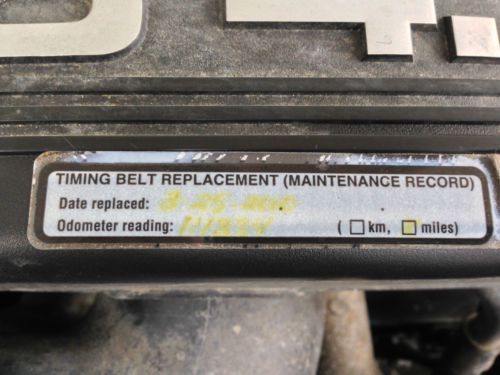 TIMING BELT REPLACEMENT (MAINTENANCE RECORD)
Date replaced:
Odometer reading: ( □ km, □ miles)